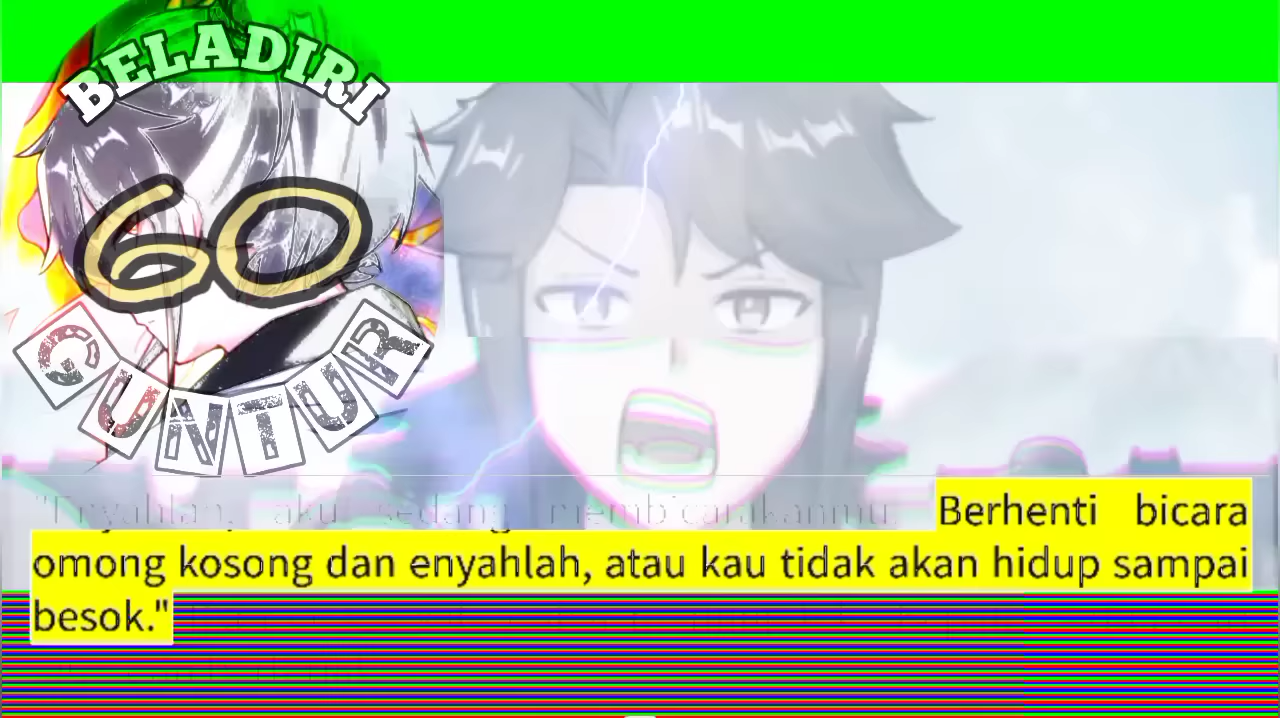 BELADIRI
60
GUNTUR
"Enyahlah, aku sedang membicarakanmu. Berhenti bicara
omong kosong dan enyahlah, atau kau tidak akan hidup sampai
besok."